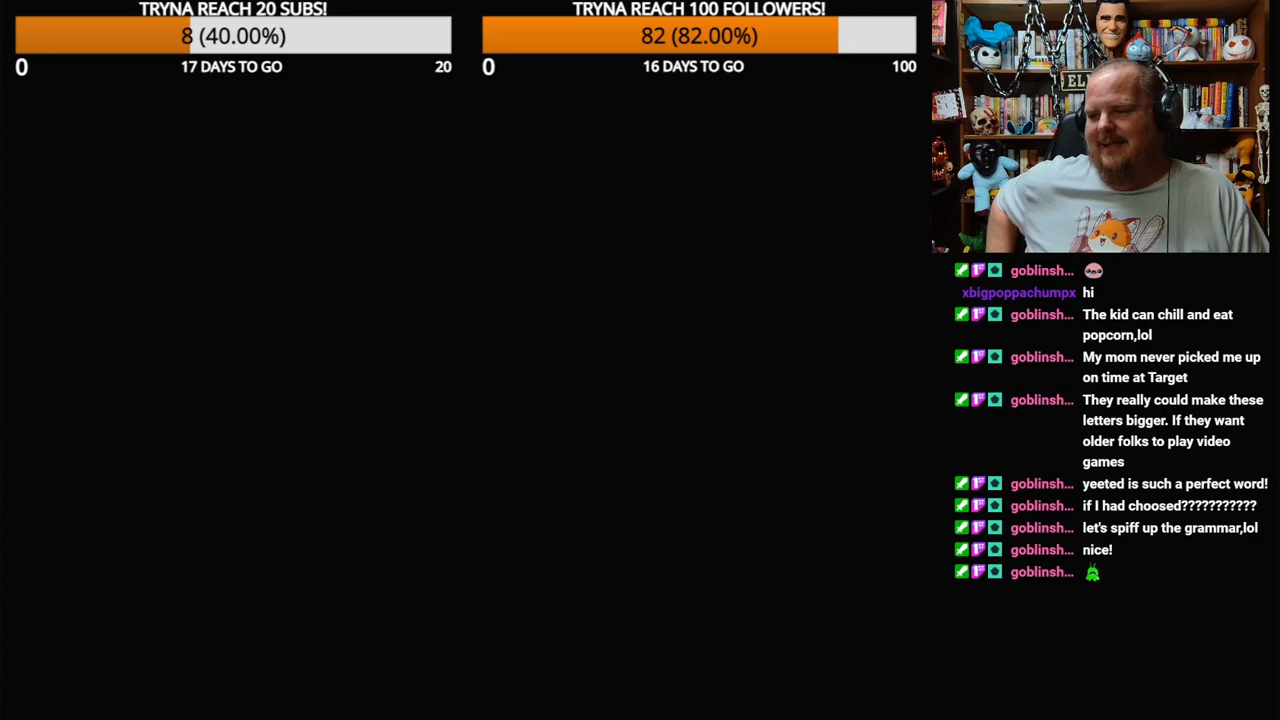 TRYNA REACH 20 SUBS!
8 (40.00%)
0
17 DAYS TO GO
20
TRYNA REACH 100 FOLLOWERS!
82 (82.00%)
0
16 DAYS TO GO
100
goblinsh...
xbigpoppachumpx hi
goblinsh... The kid can chill and eat
popcorn,lol
goblinsh... My mom never picked me up
on time at Target
goblinsh... They really could make these
letters bigger. If they want
older folks to play video
games
goblinsh... yeeted is such a perfect word!
goblinsh... if I had choosed???????????
goblinsh... let's spiff up the grammar,lol
goblinsh... nice!
goblinsh...